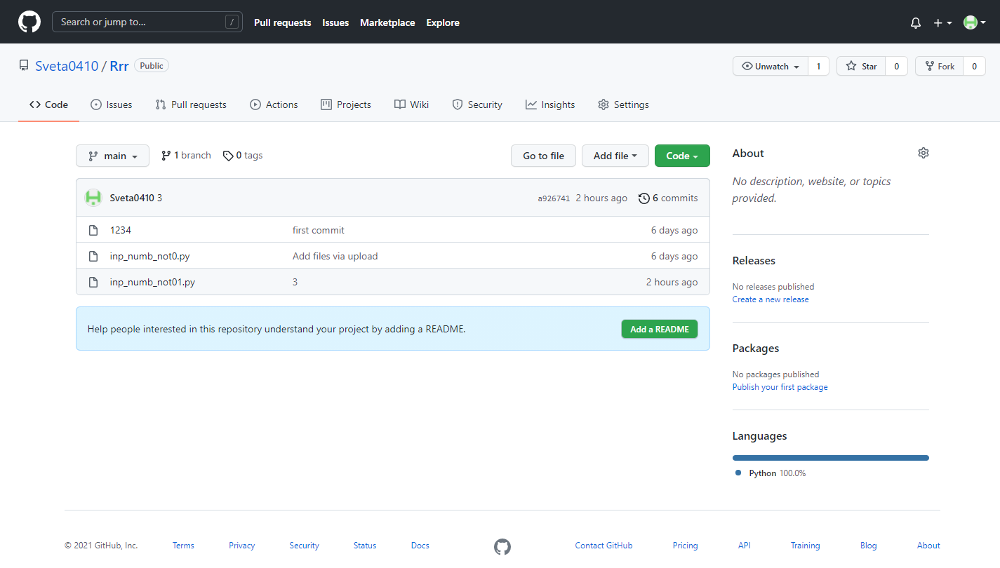 Search or jump to... /
Pull requests Issues Marketplace Explore
Sveta0410 / Rrr Public
Unwatch 1 Star 0 Fork 0
Code Issues Pull requests Actions Projects Wiki Security Insights Settings
main 1 branch 0 tags
Go to file Add file Code
Sveta0410 3 a926741 2 hours ago 6 commits
1234 first commit 6 days ago
inp_numb_not0.py Add files via upload 6 days ago
inp_numb_not01.py 3 2 hours ago
Help people interested in this repository understand your project by adding a README. Add a README
About
No description, website, or topics
provided.
Releases
No releases published
Create a new release
Packages
No packages published
Publish your first package
Languages
Python 100.0%
© 2021 GitHub, Inc. Terms Privacy Security Status Docs Contact GitHub Pricing API Training Blog About